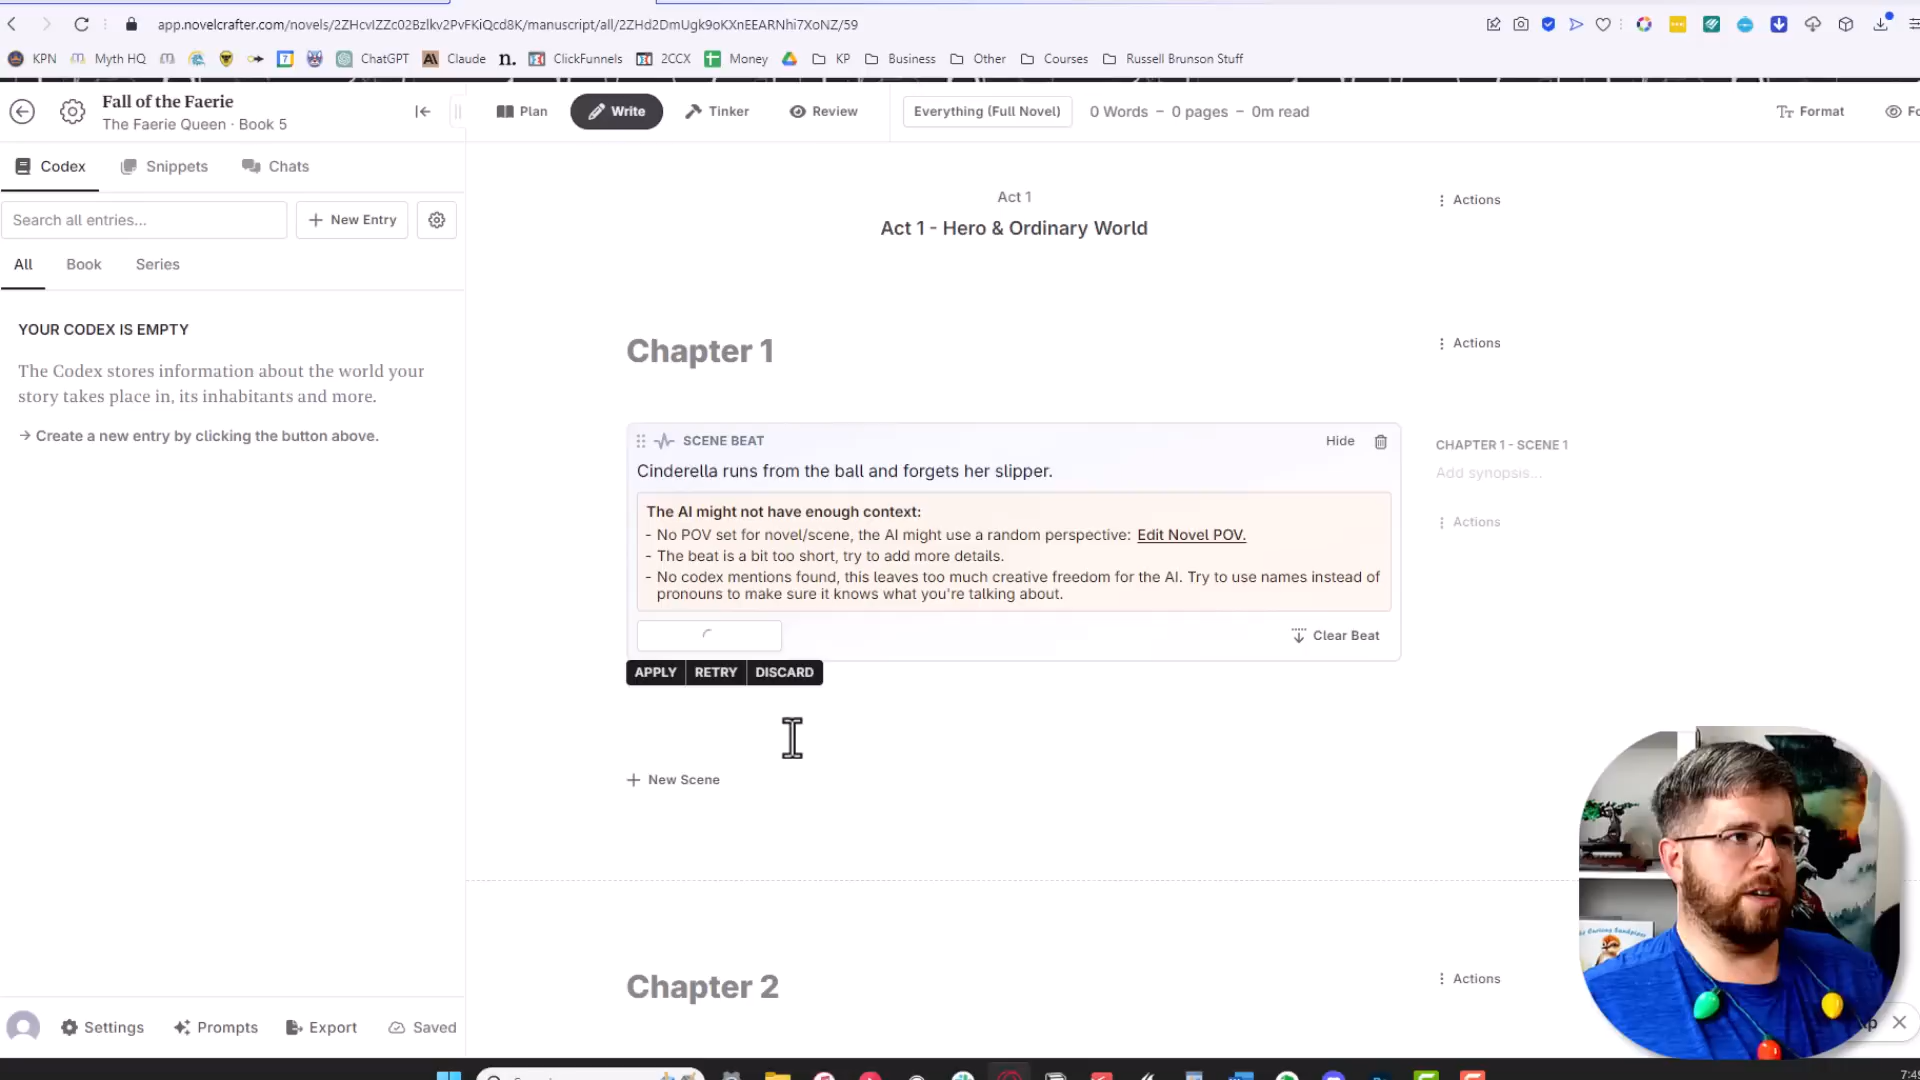 app.novelcrafter.com/novels/2ZHcvIZZc02Bzlkv2PvFKiQcd8K/manuscript/all/2ZHd2DmUgk9oKXnEEARNhi7XoNZ/59
KPN Myth HQ ChatGPT Claude ClickFunnels 2CCX Money KP Business Other Courses Russell Brunson Stuff
Fall of the Faerie
The Faerie Queen · Book 5
Plan Write Tinker Review Everything (Full Novel) 0 Words – 0 pages – 0m read Format Fo
Codex Snippets Chats
Search all entries...
New Entry
All Book Series
YOUR CODEX IS EMPTY
The Codex stores information about the world your
story takes place in, its inhabitants and more.
→ Create a new entry by clicking the button above.
Act 1
Actions
Act 1 - Hero & Ordinary World
Chapter 1
Actions
SCENE BEAT
Hide
Cinderella runs from the ball and forgets her slipper.
The AI might not have enough context:
- No POV set for novel/scene, the AI might use a random perspective: Edit Novel POV.
- The beat is a bit too short, try to add more details.
- No codex mentions found, this leaves too much creative freedom for the AI. Try to use names instead of
pronouns to make sure it knows what you're talking about.
Clear Beat
APPLY RETRY DISCARD
CHAPTER 1 - SCENE 1
Add synopsis...
Actions
+ New Scene
Chapter 2
Actions
Settings Prompts Export Saved